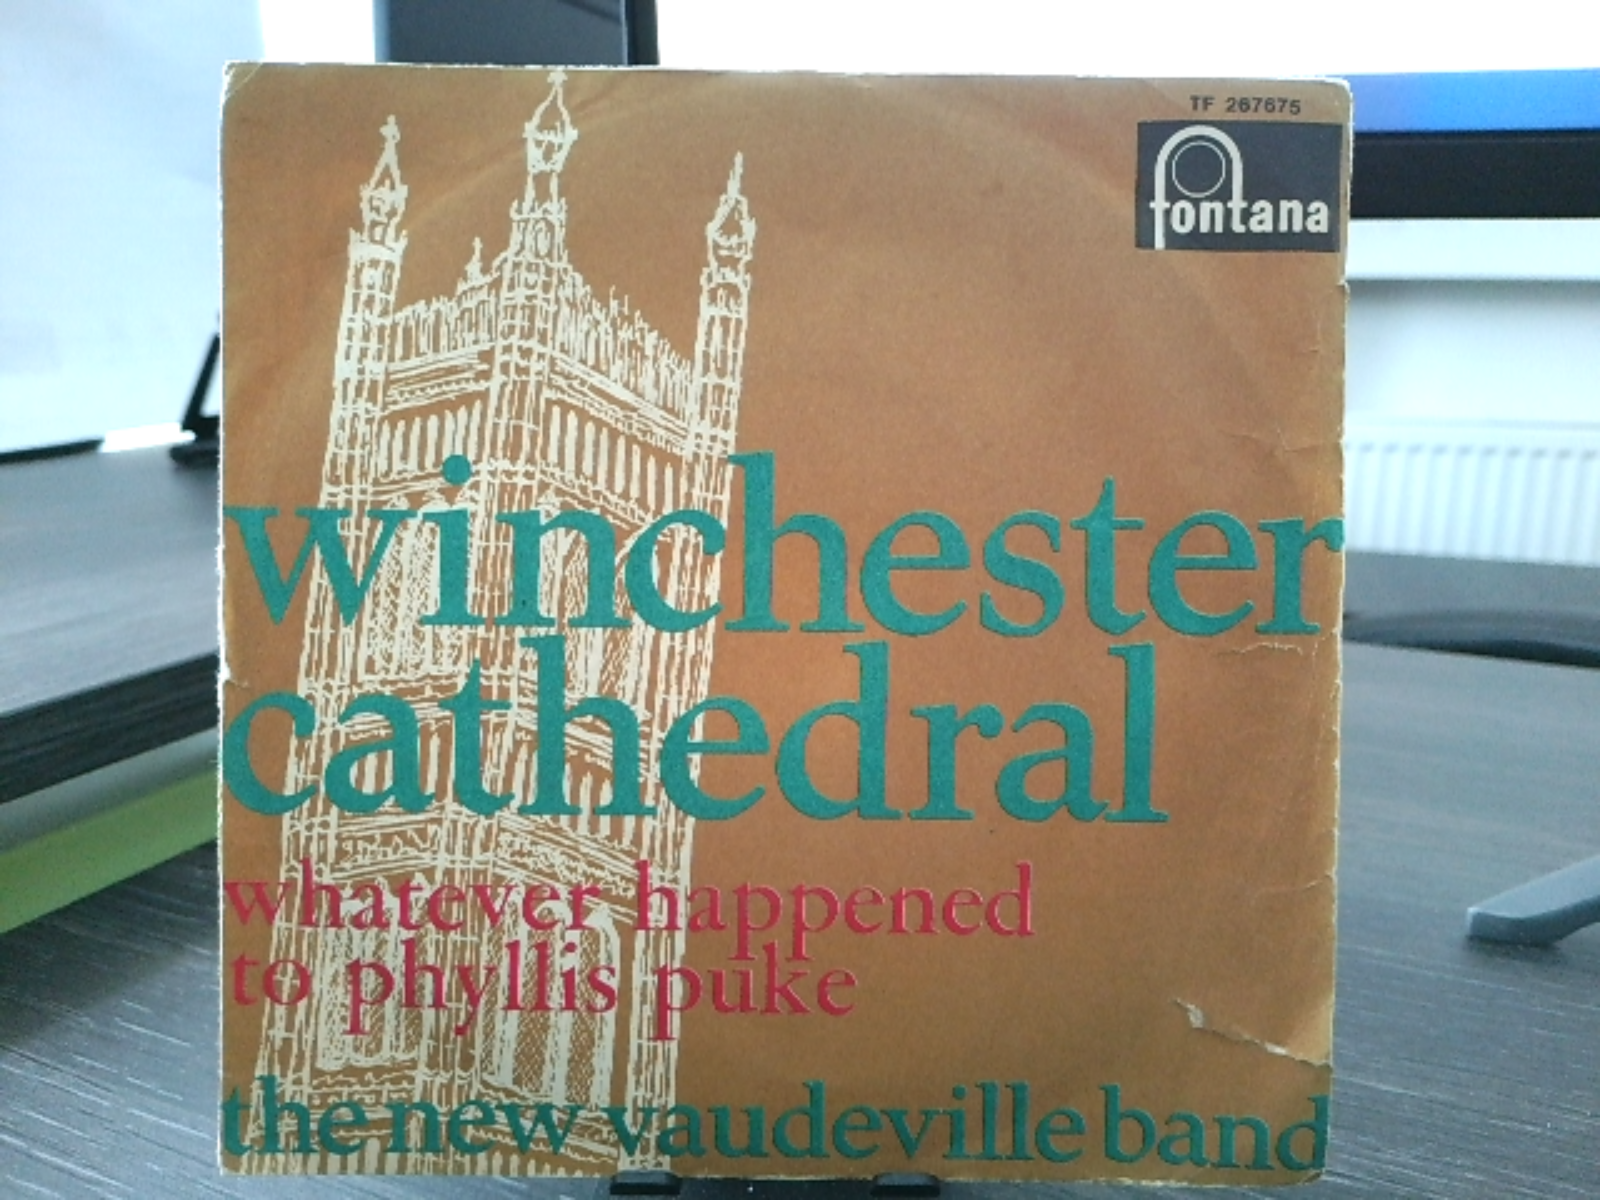 TF 267675
fontana
winchester
cathedral
whatever happened
to phyllis puke
the new vaudeville band